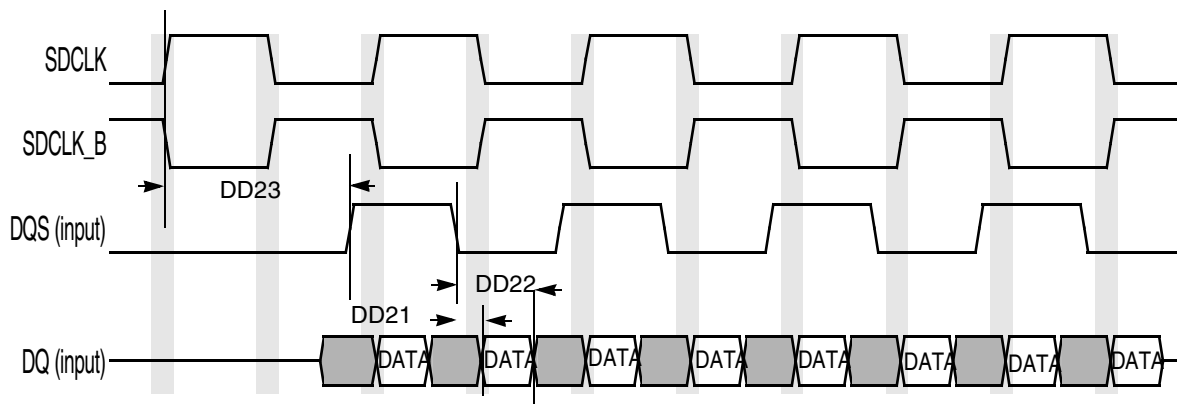 SDCLK
SDCLK_B
DD23
DQS (input)
DD22
DD21
DQ (input)
DATA DATA DATA DATA DATA DATA DATA DATA